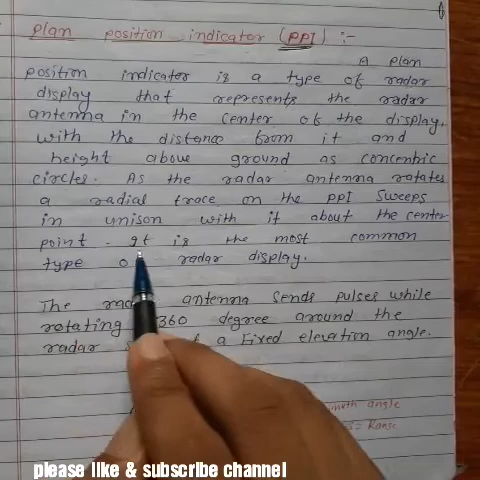 Plan position indicator (PPI) :-
A plan
position indicator is a type of radar
display that represents the radar
antenna in the center of the display,
with the distance from it and
height above ground as concentric
circles. As the radar antenna rotates
a radial trace on the PPI sweeps
in unison with it about the center
point. It is the most common
type radar display.
The antenna sends pulses while
rotating 360 degree around the
radar a Fixed elevation angle.
angle
= Range
please like & subscribe channel